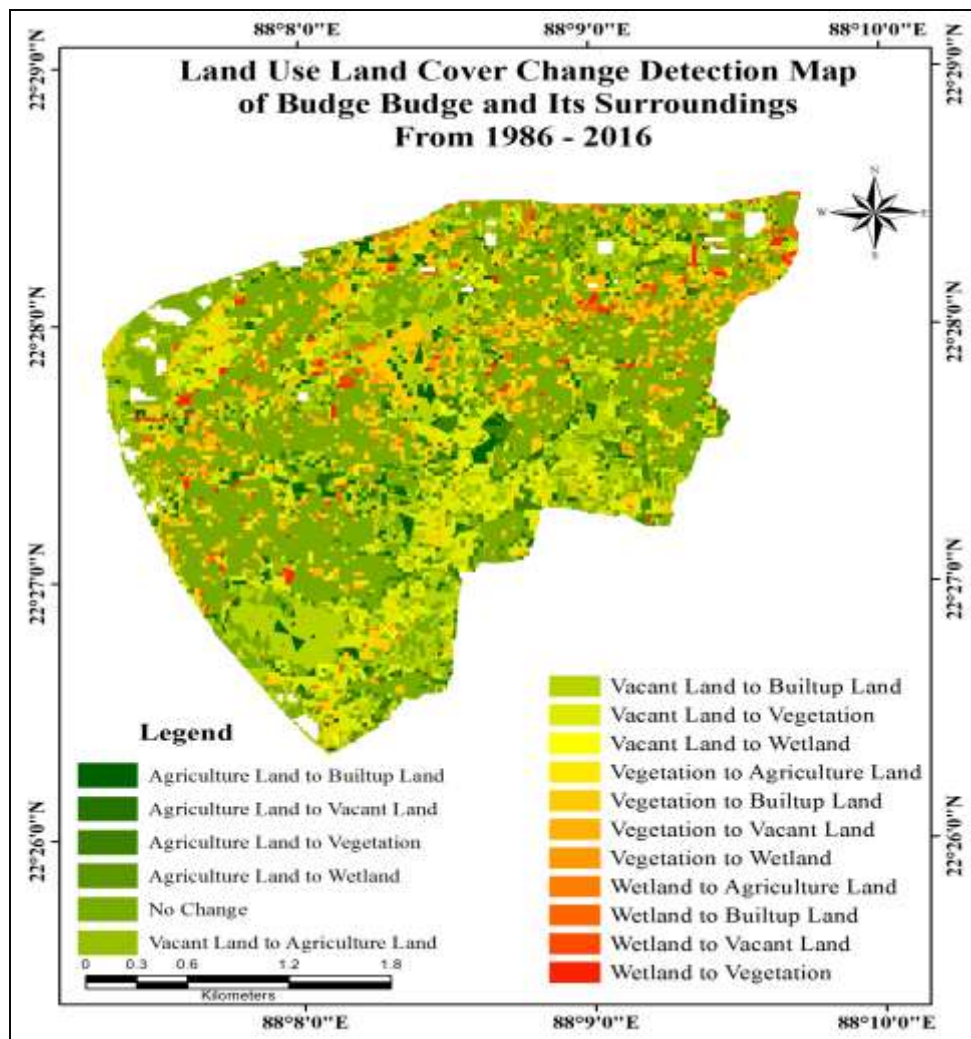 88°8'0"E 88°9'0"E 88°10'0"E
22°29'0"N
22°29'0"N
Land Use Land Cover Change Detection Map
of Budge Budge and Its Surroundings
From 1986 - 2016
N
W
E
S
22°28'0"N
22°28'0"N
22°27'0"N
22°27'0"N
22°26'0"N
22°26'0"N
Legend
Agriculture Land to Builtup Land
Agriculture Land to Vacant Land
Agriculture Land to Vegetation
Agriculture Land to Wetland
No Change
Vacant Land to Agriculture Land
Vacant Land to Builtup Land
Vacant Land to Vegetation
Vacant Land to Wetland
Vegetation to Agriculture Land
Vegetation to Builtup Land
Vegetation to Vacant Land
Vegetation to Wetland
Wetland to Agriculture Land
Wetland to Builtup Land
Wetland to Vacant Land
Wetland to Vegetation
0 0.3 0.6 1.2 1.8
Kilometers
88°8'0"E 88°9'0"E 88°10'0"E